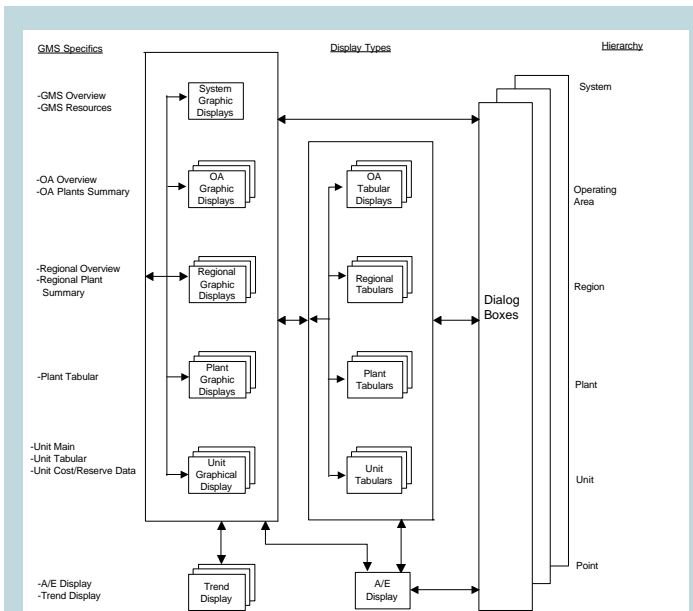 GMS Specifics
Display Types
Hierarchy
-GMS Overview
-GMS Resources
System
Graphic
Displays
System
-OA Overview
-OA Plants Summary
OA
Graphic
Displays
OA
Tabular
Displays
Operating
Area
-Regional Overview
-Regional Plant
Summary
Regional
Graphic
Displays
Regional
Tabulars
Dialog
Boxes
Region
-Plant Tabular
Plant
Graphic
Displays
Plant
Tabulars
Plant
-Unit Main
-Unit Tabular
-Unit Cost/Reserve Data
Unit
Graphical
Display
Unit
Tabulars
Unit
-A/E Display
-Trend Display
Trend
Display
A/E
Display
Point